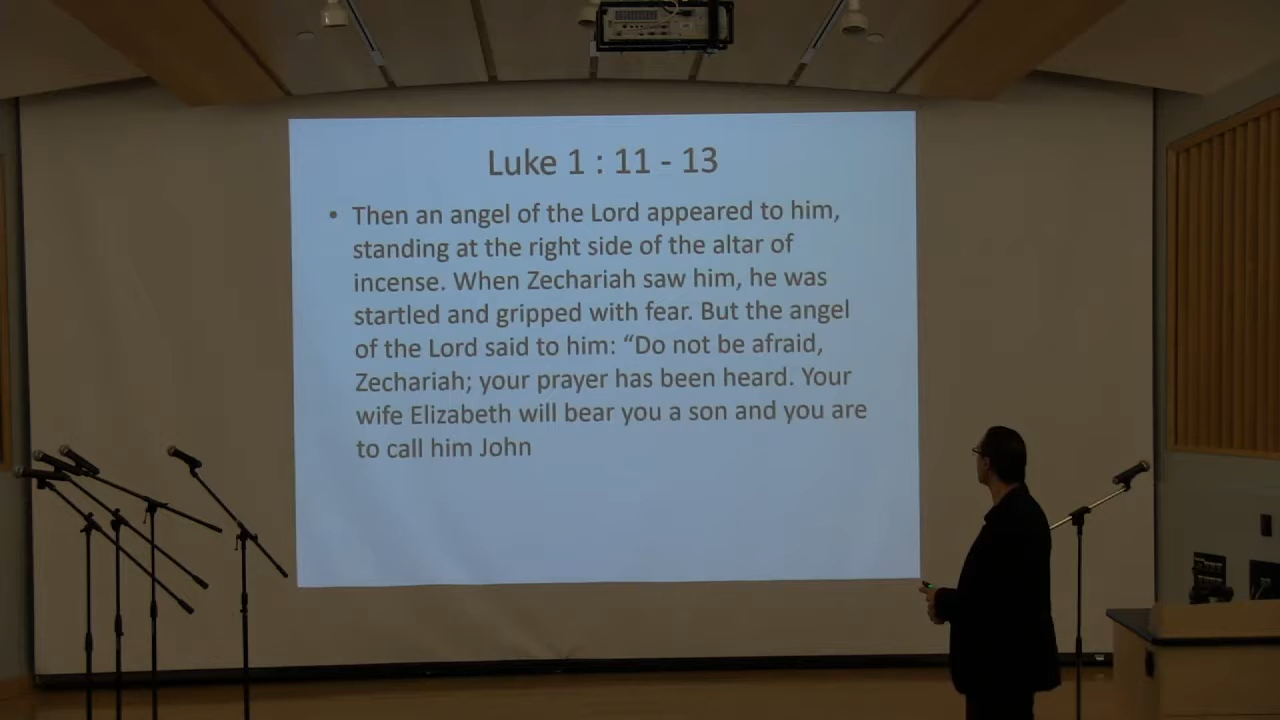 Luke 1 : 11 - 13
• Then an angel of the Lord appeared to him,
standing at the right side of the altar of
incense. When Zechariah saw him, he was
startled and gripped with fear. But the angel
of the Lord said to him: “Do not be afraid,
Zechariah; your prayer has been heard. Your
wife Elizabeth will bear you a son and you are
to call him John